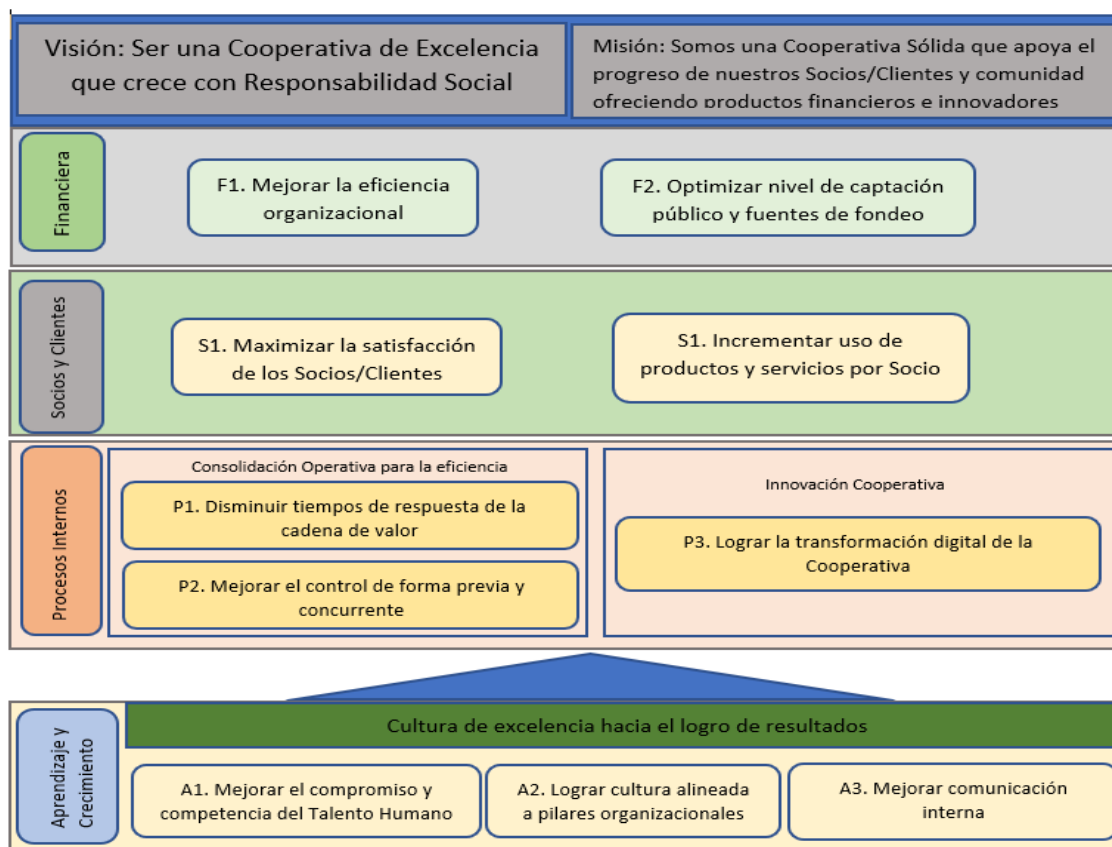 Visión: Ser una Cooperativa de Excelencia
que crece con Responsabilidad Social
Misión: Somos una Cooperativa Sólida que apoya el
progreso de nuestros Socios/Clientes y comunidad
ofreciendo productos financieros e innovadores
Financiera
F1. Mejorar la eficiencia
organizacional
F2. Optimizar nivel de captación
público y fuentes de fondeo
Socios y Clientes
S1. Maximizar la satisfacción
de los Socios/Clientes
S1. Incrementar uso de
productos y servicios por Socio
Procesos Internos
Consolidación Operativa para la eficiencia
P1. Disminuir tiempos de respuesta de la
cadena de valor
P2. Mejorar el control de forma previa y
concurrente
Innovación Cooperativa
P3. Lograr la transformación digital de la
Cooperativa
Aprendizaje y
Crecimiento
Cultura de excelencia hacia el logro de resultados
A1. Mejorar el compromiso y
competencia del Talento Humano
A2. Lograr cultura alineada
a pilares organizacionales
A3. Mejorar comunicación
interna